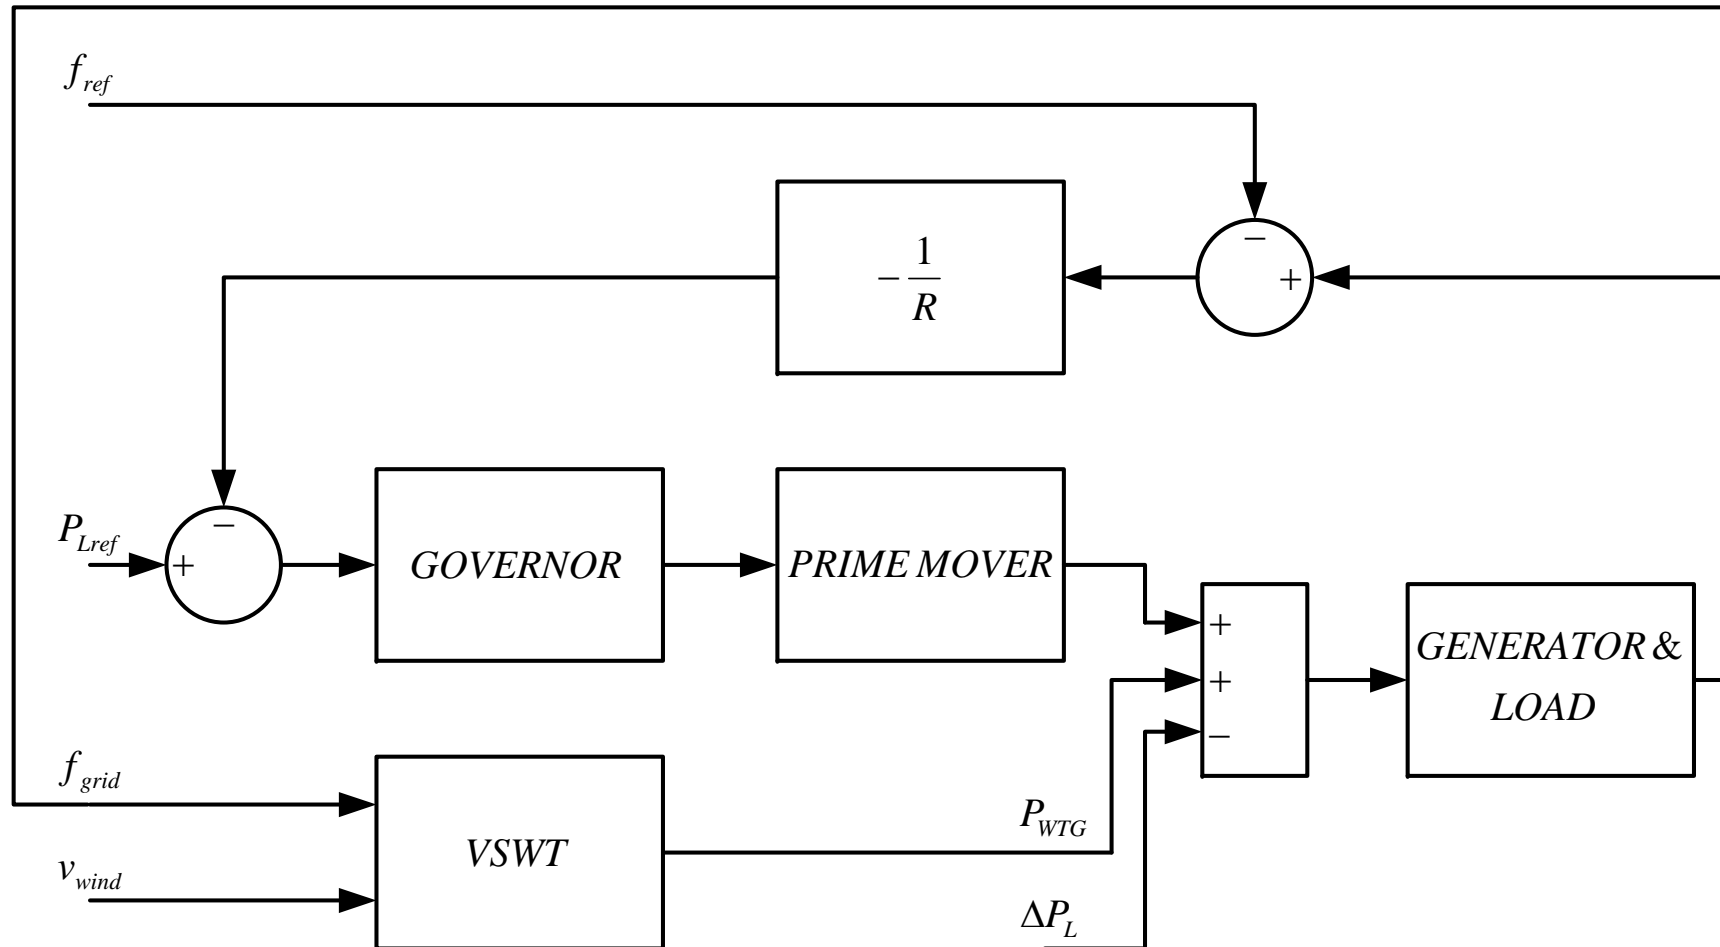 f_ref
−
− 1/R
+
P_Lref
−
+
GOVERNOR
PRIME MOVER
+
+
−
GENERATOR &
LOAD
f_grid
v_wind
VSWT
P_WTG
ΔP_L